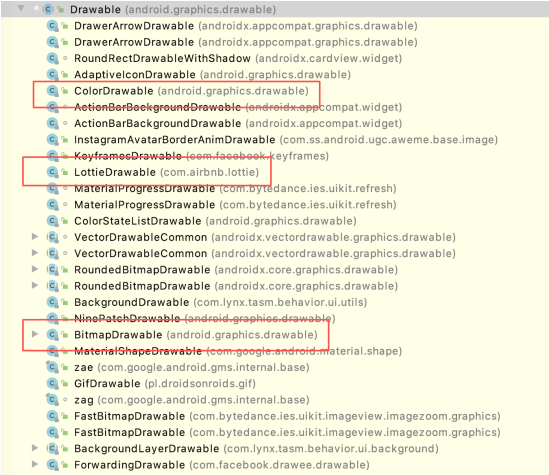 Drawable (android.graphics.drawable)
DrawerArrowDrawable (androidx.appcompat.graphics.drawable)
DrawerArrowDrawable (androidx.appcompat.graphics.drawable)
RoundRectDrawableWithShadow (androidx.cardview.widget)
AdaptiveIconDrawable (android.graphics.drawable)
ColorDrawable (android.graphics.drawable)
ActionBarBackgroundDrawable (androidx.appcompat.widget)
ActionBarBackgroundDrawable (androidx.appcompat.widget)
InstagramAvatarBorderAnimDrawable (com.ss.android.ugc.aweme.base.image)
KeyframesDrawable (com.facebook.keyframes)
LottieDrawable (com.airbnb.lottie)
MaterialProgressDrawable (com.bytedance.ies.uikit.refresh)
MaterialProgressDrawable (com.bytedance.ies.uikit.refresh)
ColorStateListDrawable (android.graphics.drawable)
VectorDrawableCommon (androidx.vectordrawable.graphics.drawable)
VectorDrawableCommon (androidx.vectordrawable.graphics.drawable)
RoundedBitmapDrawable (androidx.core.graphics.drawable)
RoundedBitmapDrawable (androidx.core.graphics.drawable)
BackgroundDrawable (com.lynx.tasm.behavior.ui.utils)
NinePatchDrawable (android.graphics.drawable)
BitmapDrawable (android.graphics.drawable)
MaterialShapeDrawable (com.google.android.material.shape)
zae (com.google.android.gms.internal.base)
GifDrawable (pl.droidsonroids.gif)
zag (com.google.android.gms.internal.base)
FastBitmapDrawable (com.bytedance.ies.uikit.imageview.imagezoom.graphics)
FastBitmapDrawable (com.bytedance.ies.uikit.imageview.imagezoom.graphics)
BackgroundLayerDrawable (com.lynx.tasm.behavior.ui.background)
ForwardingDrawable (com.facebook.drawee.drawable)